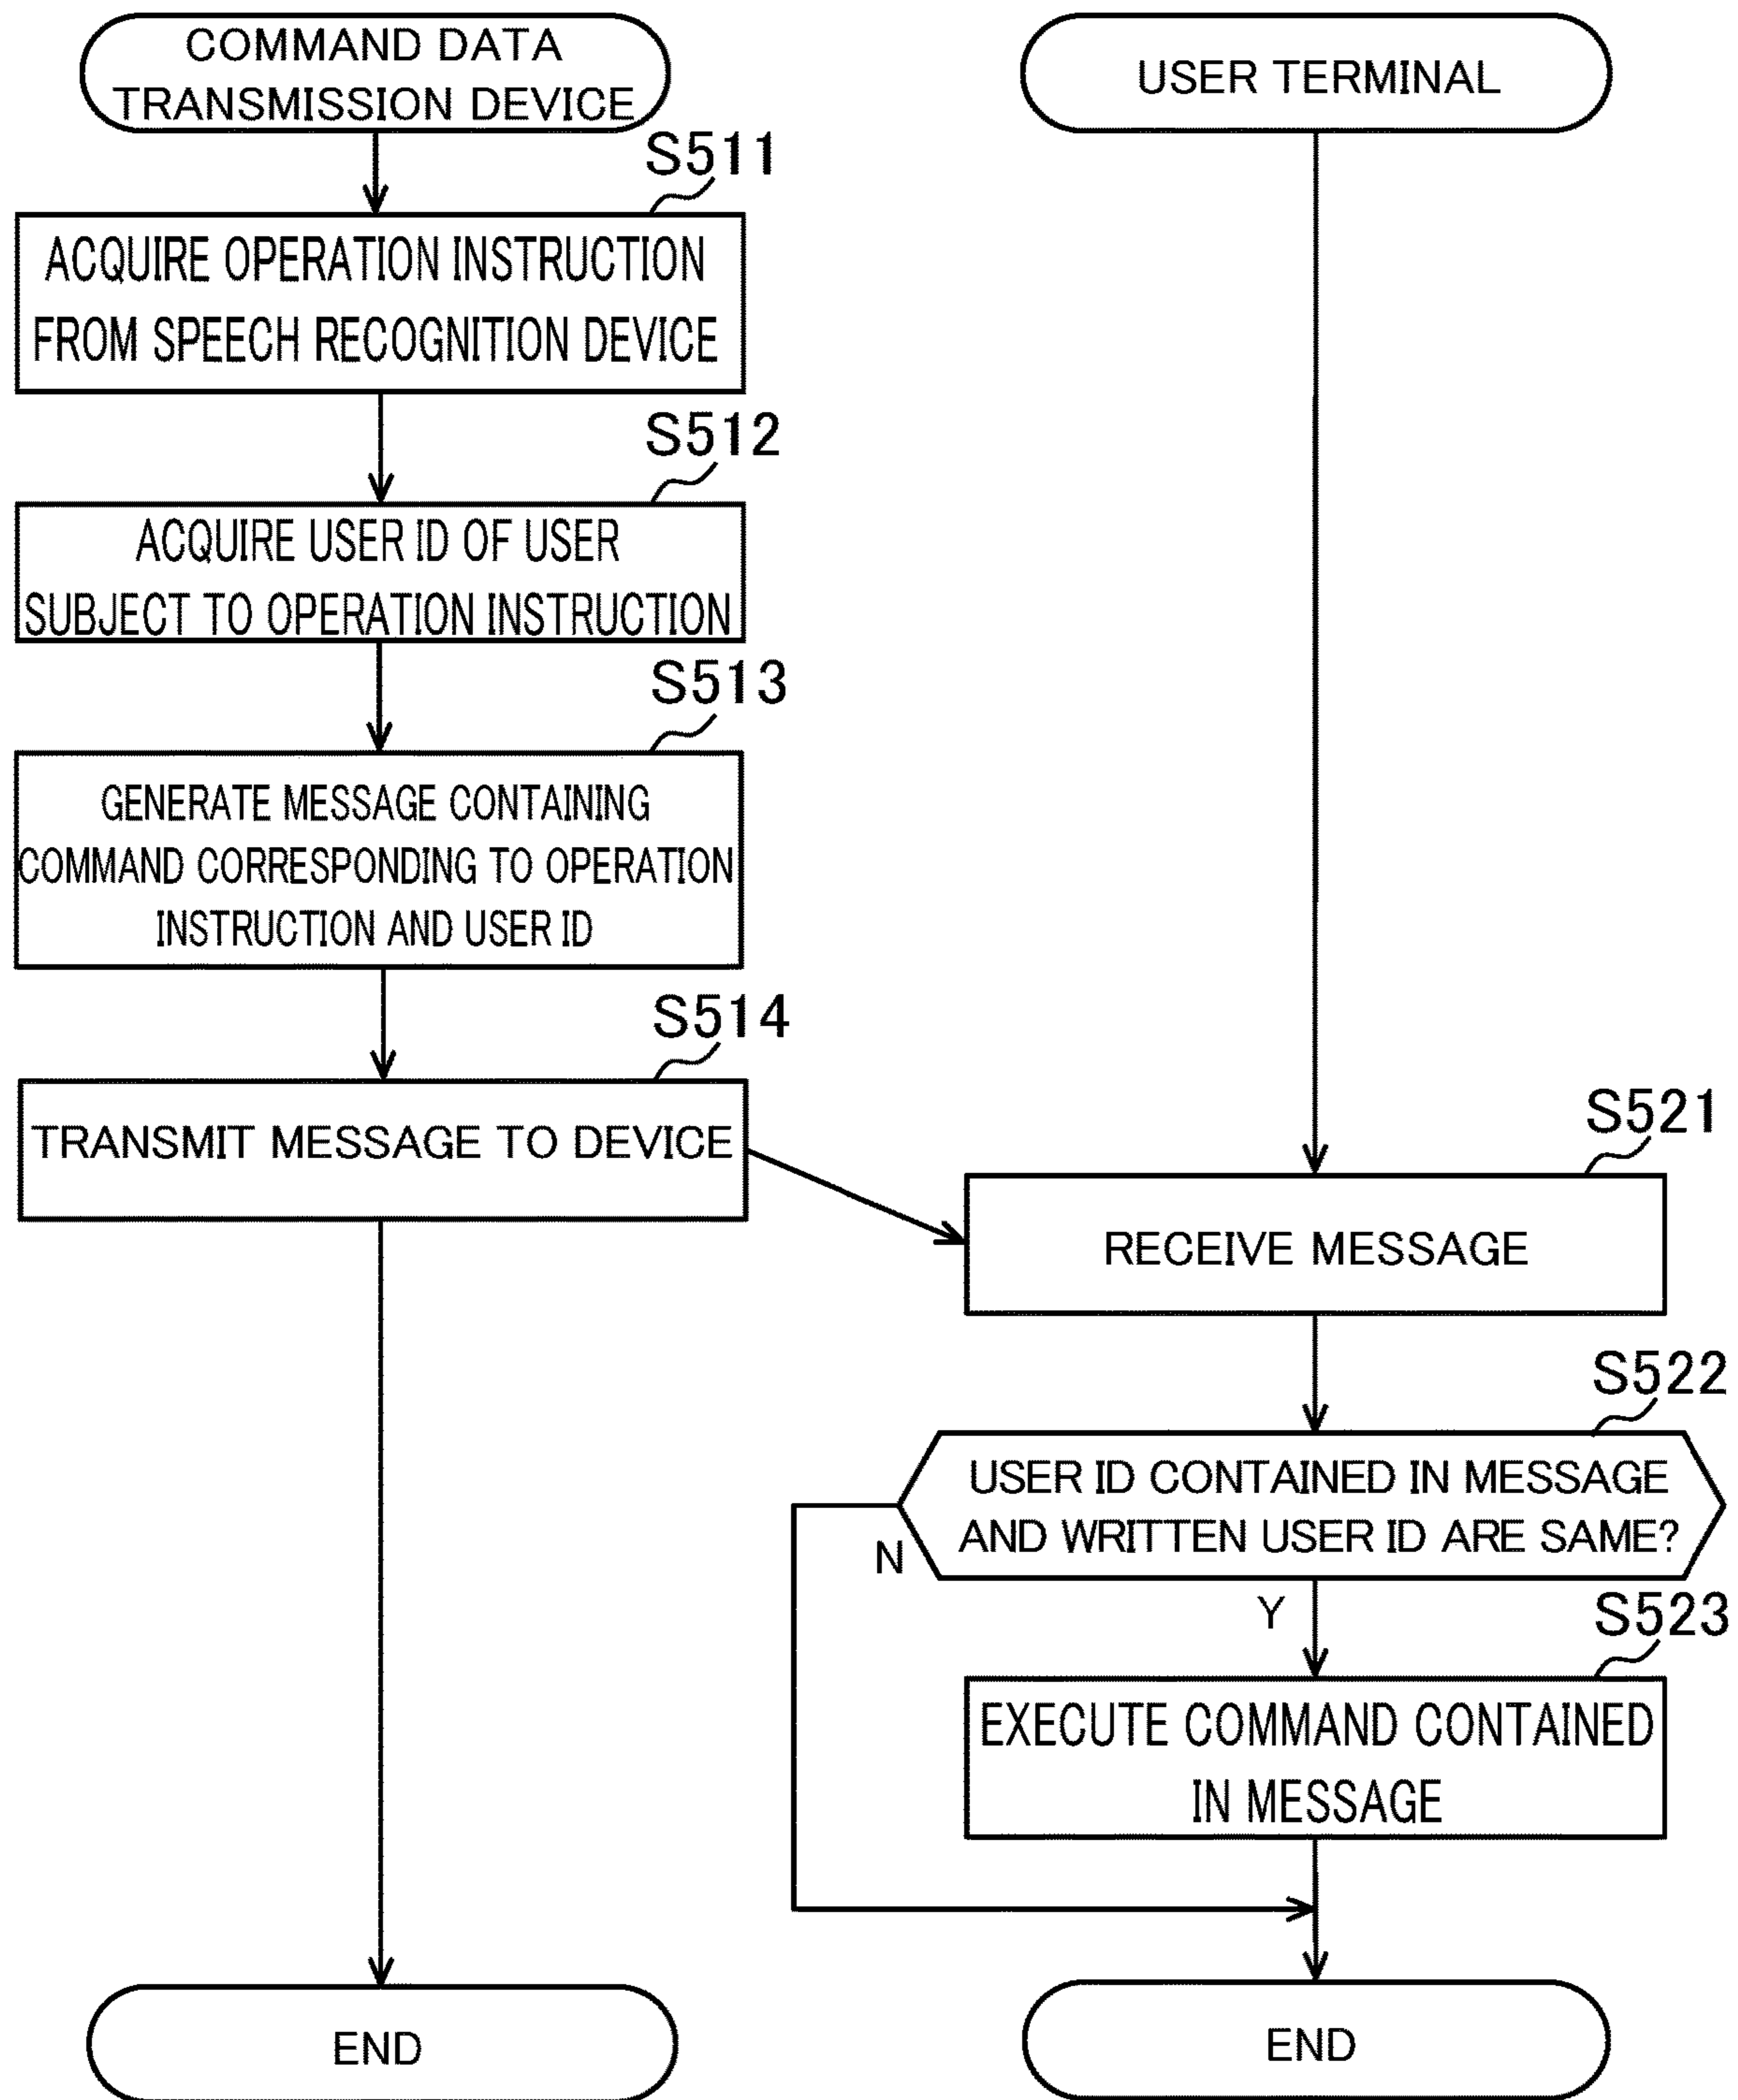 COMMAND DATA
TRANSMISSION DEVICE
S511
ACQUIRE OPERATION INSTRUCTION
FROM SPEECH RECOGNITION DEVICE
S512
ACQUIRE USER ID OF USER
SUBJECT TO OPERATION INSTRUCTION
S513
GENERATE MESSAGE CONTAINING
COMMAND CORRESPONDING TO OPERATION
INSTRUCTION AND USER ID
S514
TRANSMIT MESSAGE TO DEVICE
END
USER TERMINAL
S521
RECEIVE MESSAGE
S522
USER ID CONTAINED IN MESSAGE
AND WRITTEN USER ID ARE SAME?
N
Y
S523
EXECUTE COMMAND CONTAINED
IN MESSAGE
END